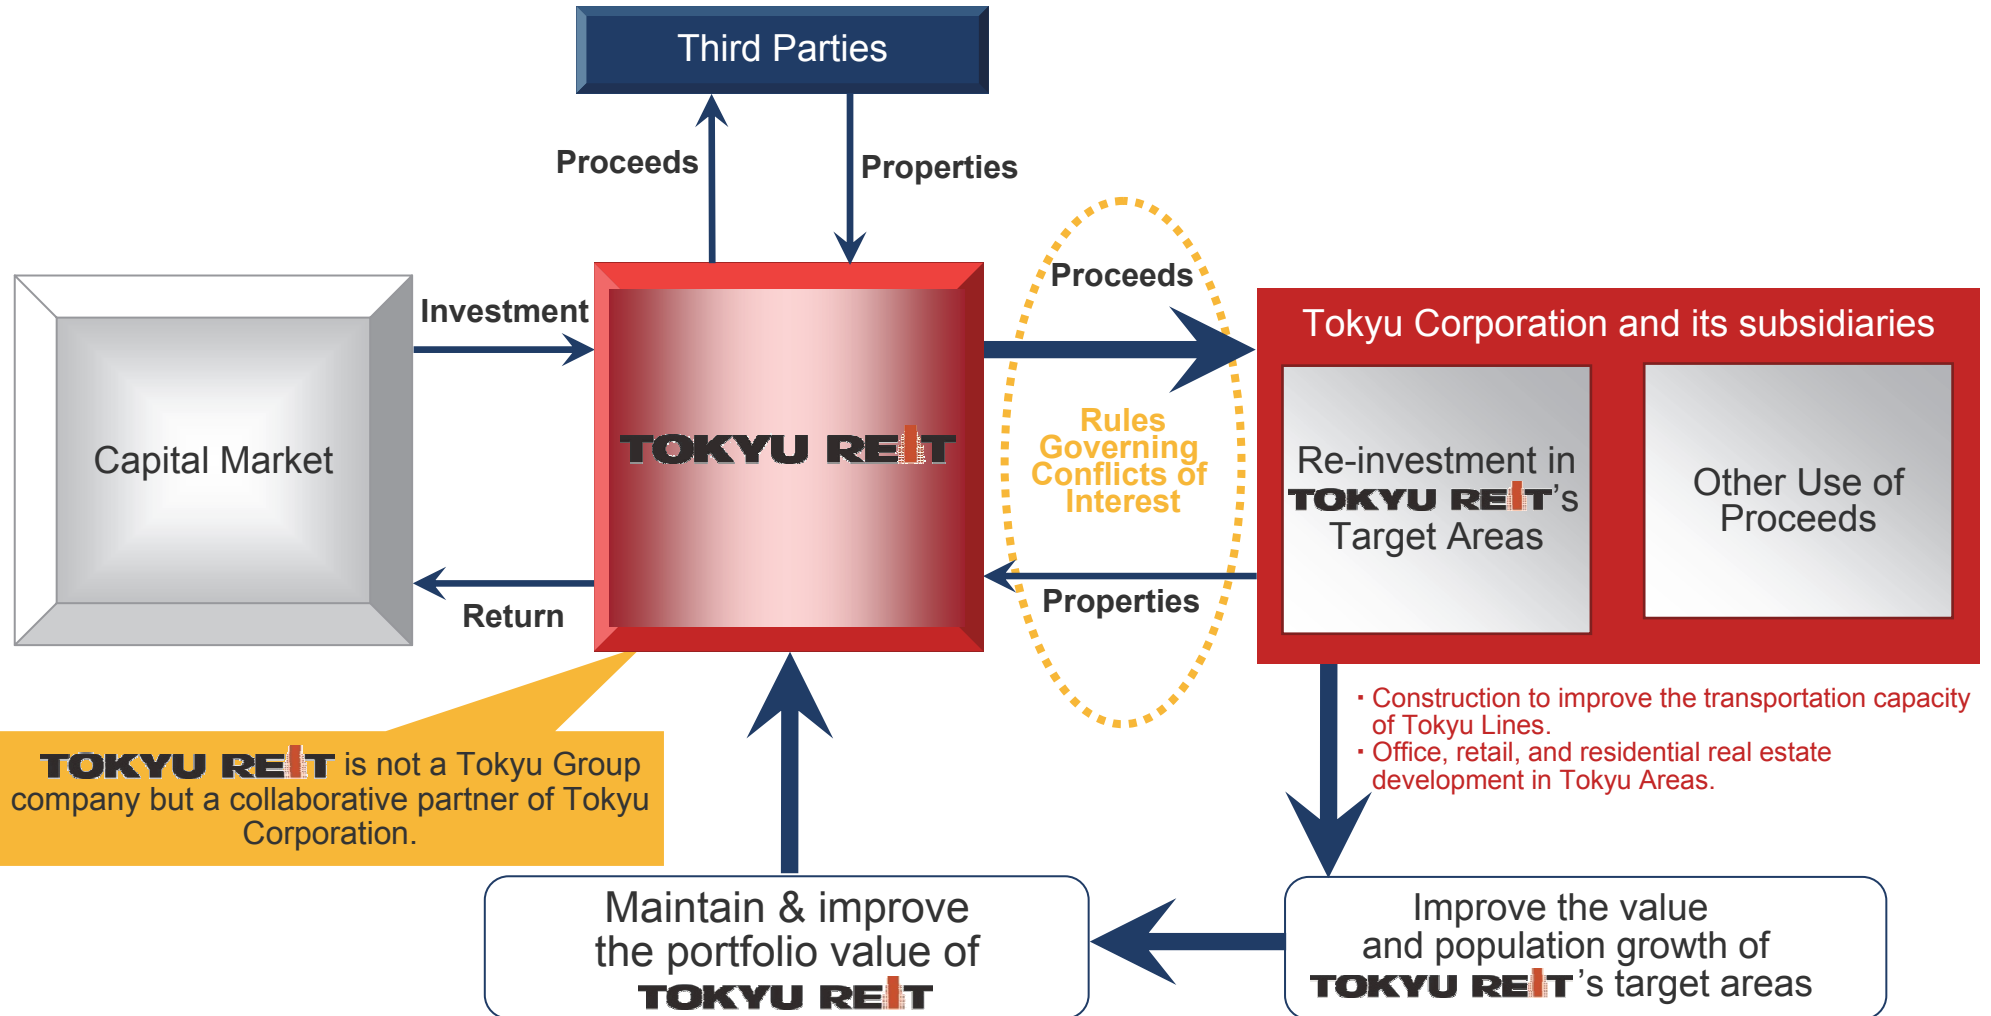 Third Parties
Proceeds
Properties
Proceeds
Investment
Tokyu Corporation and its subsidiaries
Capital Market
TOKYU REIT
Rules
Governing
Conflicts of
Interest
Re-investment in
TOKYU REIT's
Target Areas
Other Use of
Proceeds
Return
Properties
・Construction to improve the transportation capacity
of Tokyu Lines.
・Office, retail, and residential real estate
development in Tokyu Areas.
TOKYU REIT is not a Tokyu Group
company but a collaborative partner of Tokyu
Corporation.
Maintain & improve
the portfolio value of
TOKYU REIT
Improve the value
and population growth of
TOKYU REIT's target areas